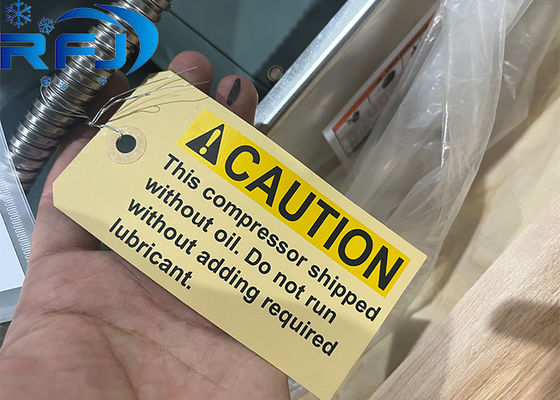 RFJ
CAUTION
This compressor shipped
without oil. Do not run
without adding required
lubricant.